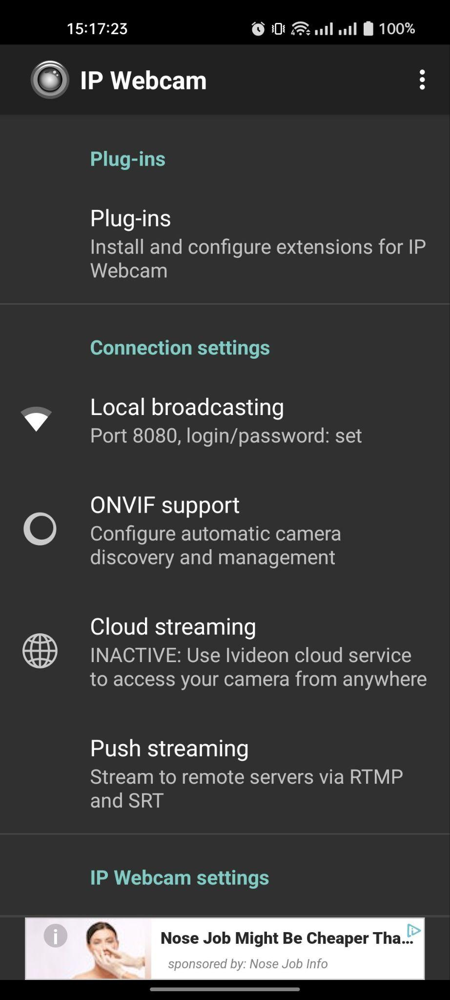 15:17:23
4
100%
IP Webcam
Plug-ins
Plug-ins
Install and configure extensions for IP
Webcam
Connection settings
Local broadcasting
Port 8080, login/password: set
ONVIF support
Configure automatic camera
discovery and management
Cloud streaming
INACTIVE: Use Ivideon cloud service
to access your camera from anywhere
Push streaming
Stream to remote servers via RTMP
and SRT
IP Webcam settings
Nose Job Might Be Cheaper Tha...
sponsored by: Nose Job Info